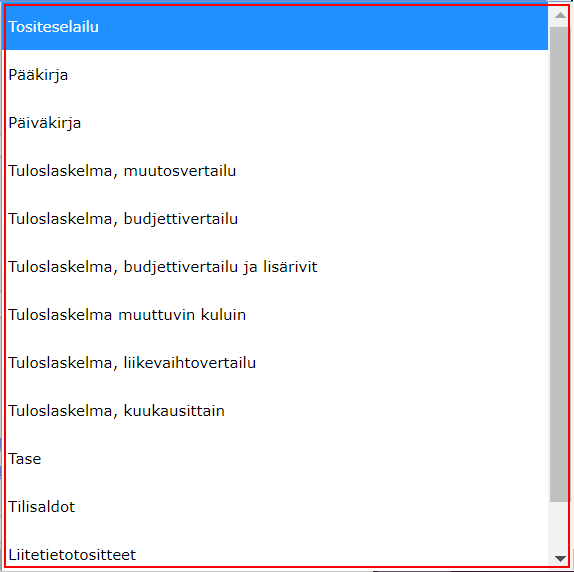 Tositeselailu
Pääkirja
Päiväkirja
Tuloslaskelma, muutosvertailu
Tuloslaskelma, budjettivertailu
Tuloslaskelma, budjettivertailu ja lisärivit
Tuloslaskelma muuttuvin kuluin
Tuloslaskelma, liikevaihtovertailu
Tuloslaskelma, kuukausittain
Tase
Tilisaldot
Liitetietotositteet